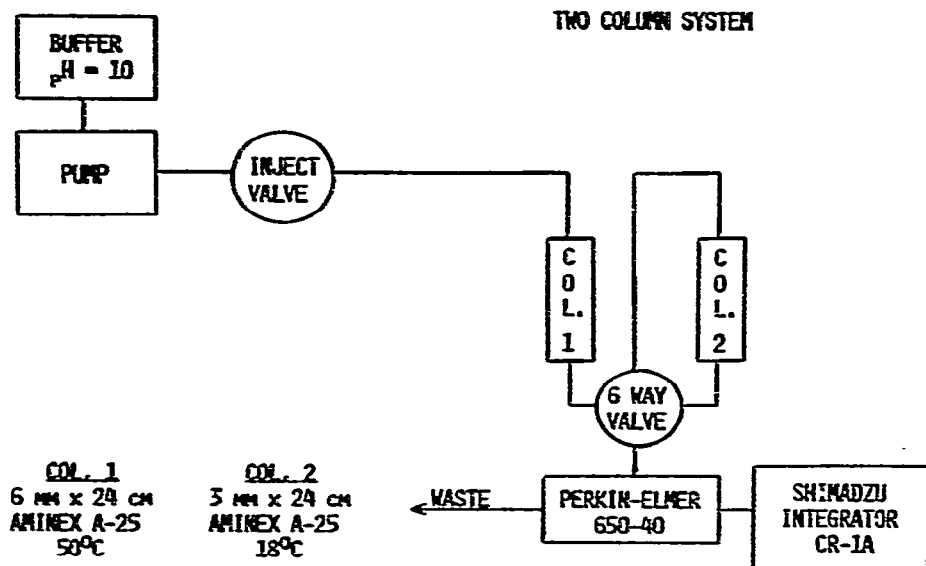 TWO COLUMN SYSTEM
BUFFER
pH = 10
PUMP
INJECT
VALVE
COL. 1
COL. 2
6 WAY
VALVE
COL. 1
6 MM x 24 CM
AMINEX A-25
50°C
COL. 2
3 MM x 24 CM
AMINEX A-25
18°C
WASTE
PERKIN-ELMER
650-40
SHIMADZU
INTEGRATOR
CR-1A